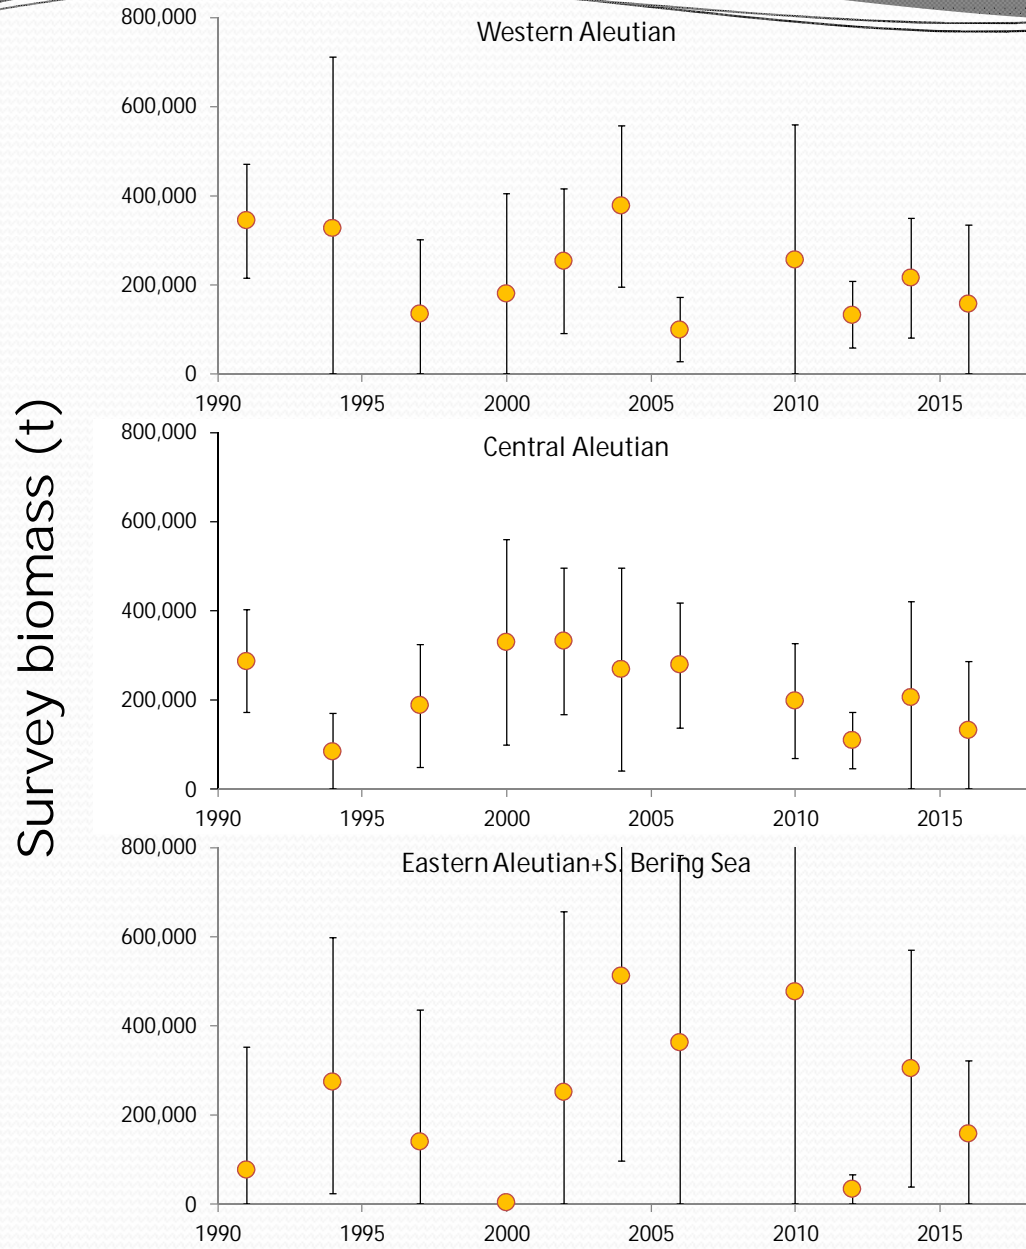 Survey biomass (t)
Western Aleutian
800,000
600,000
400,000
200,000
0
1990 1995 2000 2005 2010 2015
Central Aleutian
800,000
600,000
400,000
200,000
0
1990 1995 2000 2005 2010 2015
Eastern Aleutian+S. Bering Sea
800,000
600,000
400,000
200,000
0
1990 1995 2000 2005 2010 2015